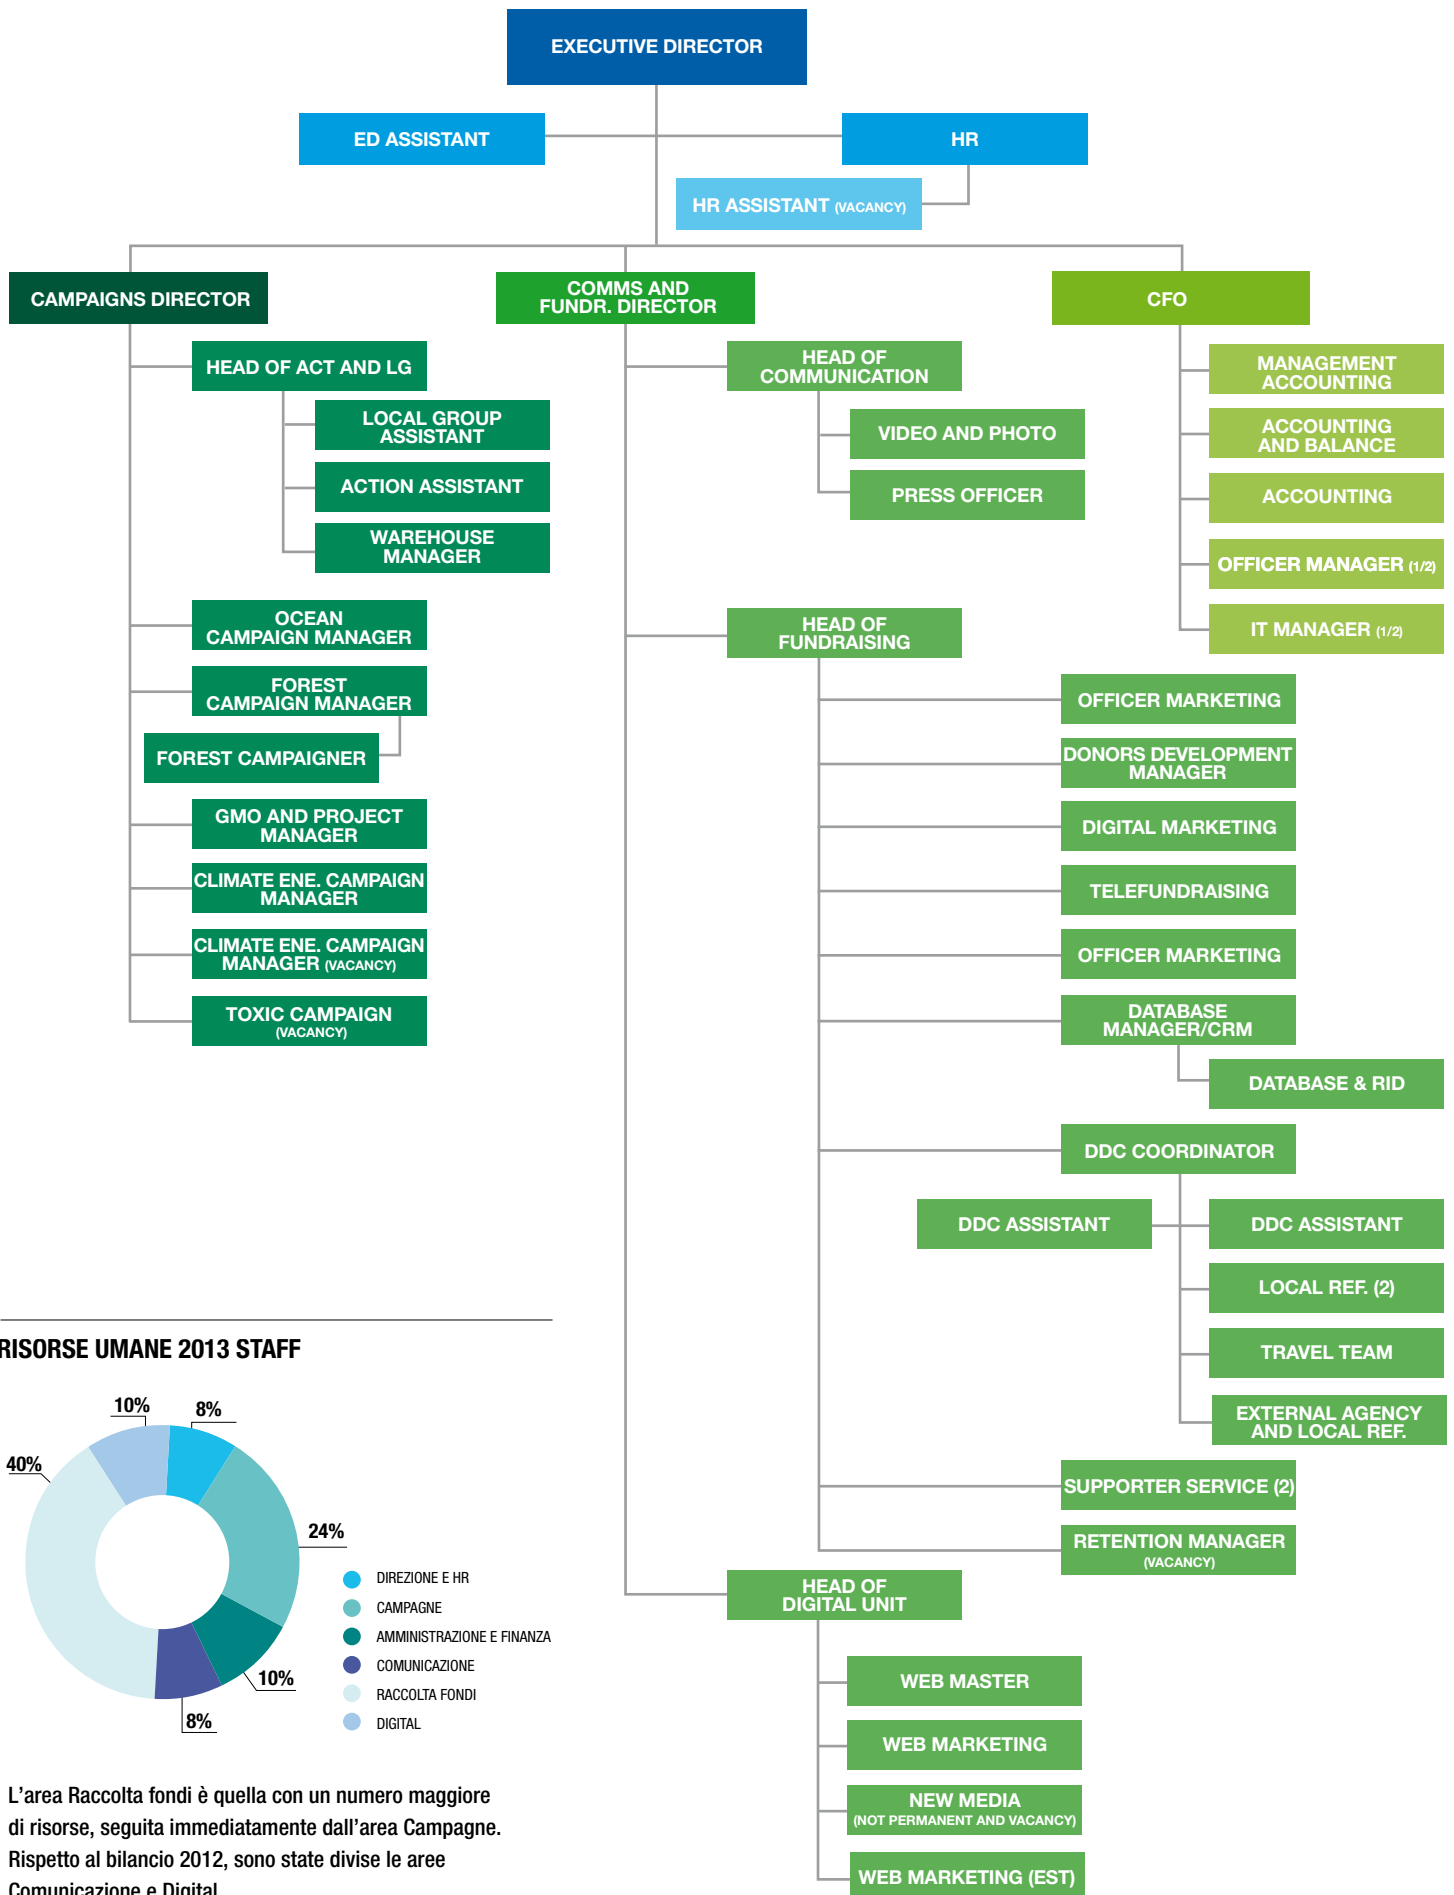 EXECUTIVE DIRECTOR
ED ASSISTANT
HR
HR ASSISTANT (VACANCY)
CAMPAIGNS DIRECTOR
HEAD OF ACT AND LG
LOCAL GROUP
ASSISTANT
ACTION ASSISTANT
WAREHOUSE
MANAGER
OCEAN
CAMPAIGN MANAGER
FOREST
CAMPAIGN MANAGER
FOREST CAMPAIGNER
GMO AND PROJECT
MANAGER
CLIMATE ENE. CAMPAIGN
MANAGER
CLIMATE ENE. CAMPAIGN
MANAGER (VACANCY)
TOXIC CAMPAIGN
(VACANCY)
COMMS AND
FUNDR. DIRECTOR
HEAD OF
COMMUNICATION
VIDEO AND PHOTO
PRESS OFFICER
HEAD OF
FUNDRAISING
OFFICER MARKETING
DONORS DEVELOPMENT
MANAGER
DIGITAL MARKETING
TELEFUNDRAISING
OFFICER MARKETING
DATABASE
MANAGER/CRM
DATABASE & RID
DDC COORDINATOR
DDC ASSISTANT
DDC ASSISTANT
LOCAL REF. (2)
TRAVEL TEAM
EXTERNAL AGENCY
AND LOCAL REF.
SUPPORTER SERVICE (2)
RETENTION MANAGER
(VACANCY)
HEAD OF
DIGITAL UNIT
WEB MASTER
WEB MARKETING
NEW MEDIA
(NOT PERMANENT AND VACANCY)
WEB MARKETING (EST)
CFO
MANAGEMENT
ACCOUNTING
ACCOUNTING
AND BALANCE
ACCOUNTING
OFFICER MANAGER (1/2)
IT MANAGER (1/2)
RISORSE UMANE 2013 STAFF
10%
8%
40%
24%
10%
8%
DIREZIONE E HR
CAMPAGNE
AMMINISTRAZIONE E FINANZA
COMUNICAZIONE
RACCOLTA FONDI
DIGITAL
L'area Raccolta fondi è quella con un numero maggiore
di risorse, seguita immediatamente dall'area Campagne.
Rispetto al bilancio 2012, sono state divise le aree
Comunicazione e Digital